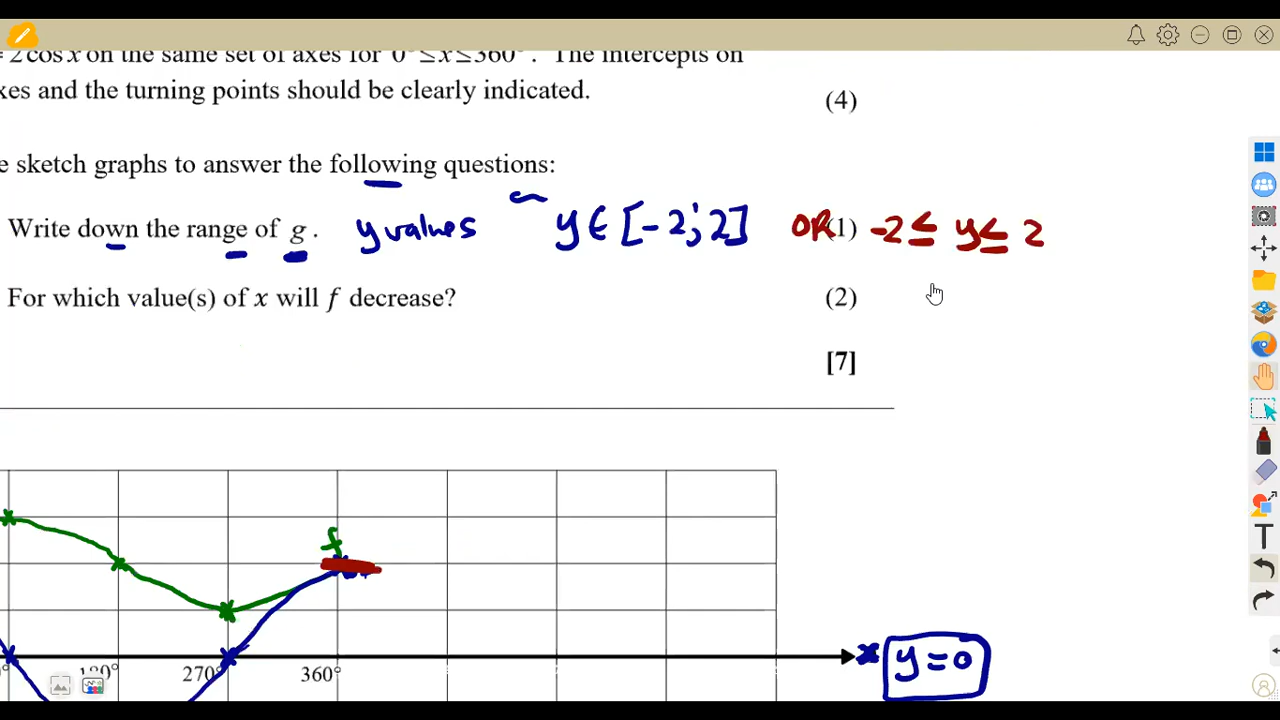 = 2 cos x on the same set of axes for 0° ≤ x ≤ 360°. The intercepts on
xes and the turning points should be clearly indicated.
(4)
e sketch graphs to answer the following questions:
Write down the range of g. y values y ∈ [-2 ; 2] OR (1) -2 ≤ y ≤ 2
For which value(s) of x will f decrease? (2)
[7]
f
x y = 0
270° 360°
T